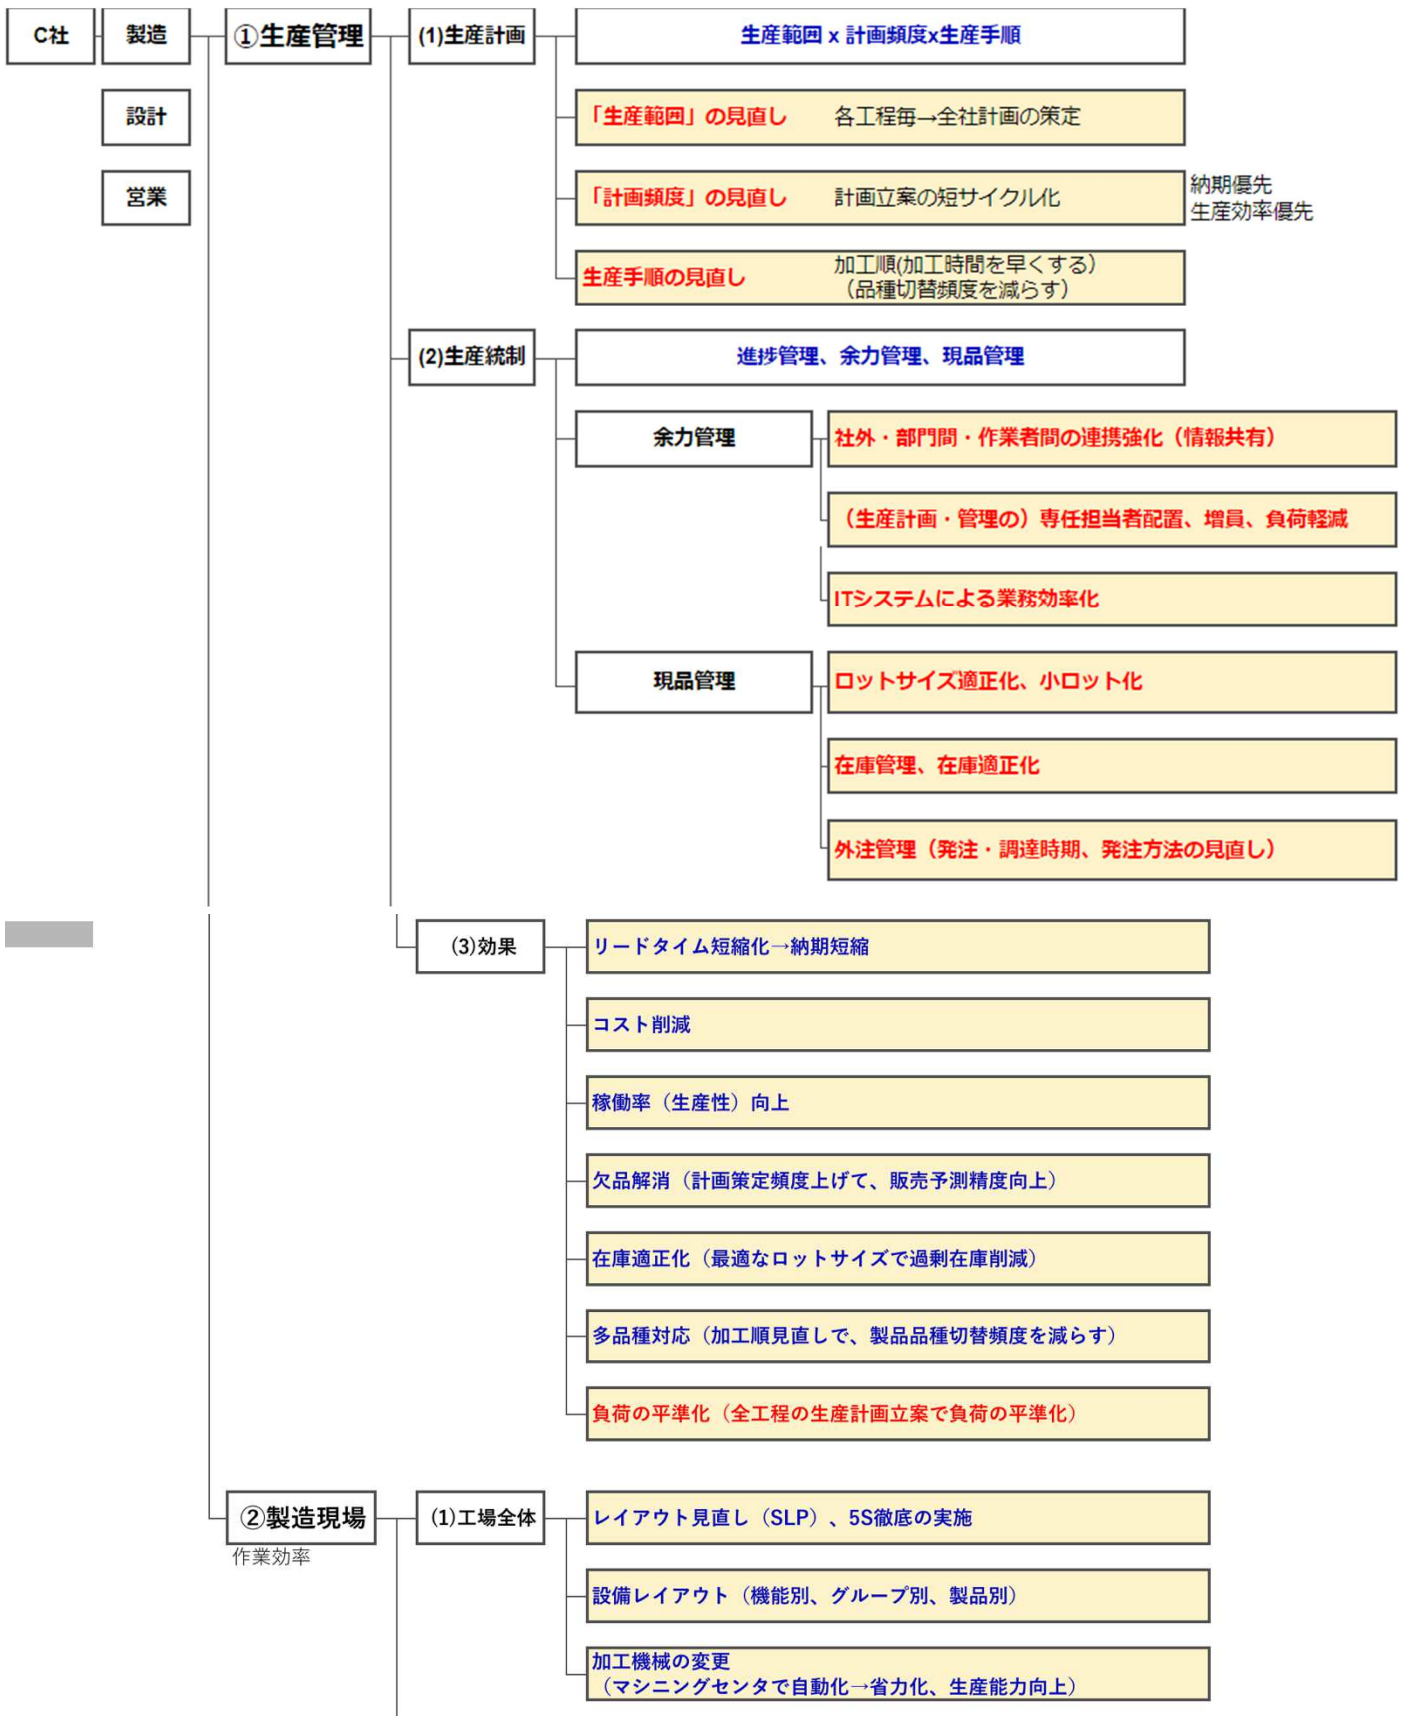 C社
製造
①生産管理
(1)生産計画
生産範囲 x 計画頻度x生産手順
設計
「生産範囲」の見直し 各工程毎→全社計画の策定
営業
「計画頻度」の見直し 計画立案の短サイクル化
納期優先
生産効率優先
生産手順の見直し
加工順(加工時間を早くする）
（品種切替頻度を減らす）
(2)生産統制
進捗管理、余力管理、現品管理
余力管理
社外・部門間・作業者間の連携強化（情報共有）
（生産計画・管理の）専任担当者配置、増員、負荷軽減
ITシステムによる業務効率化
現品管理
ロットサイズ適正化、小ロット化
在庫管理、在庫適正化
外注管理（発注・調達時期、発注方法の見直し）
(3)効果
リードタイム短縮化→納期短縮
コスト削減
稼働率（生産性）向上
欠品解消（計画策定頻度上げて、販売予測精度向上）
在庫適正化（最適なロットサイズで過剰在庫削減）
多品種対応（加工順見直しで、製品品種切替頻度を減らす）
負荷の平準化（全工程の生産計画立案で負荷の平準化）
②製造現場
作業効率
(1)工場全体
レイアウト見直し（SLP）、5S徹底の実施
設備レイアウト（機能別、グループ別、製品別）
加工機械の変更
（マシニングセンタで自動化→省力化、生産能力向上）